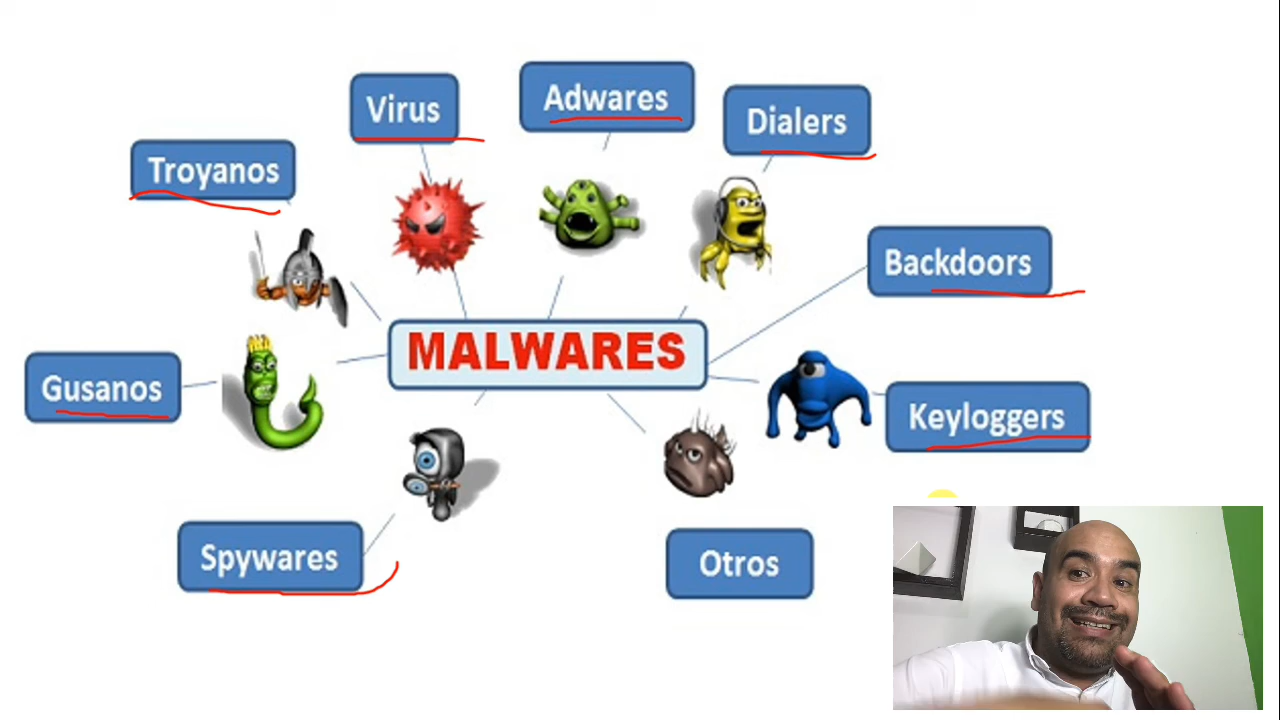 Virus
Adwares
Dialers
Troyanos
Backdoors
MALWARES
Gusanos
Keyloggers
Spywares
Otros